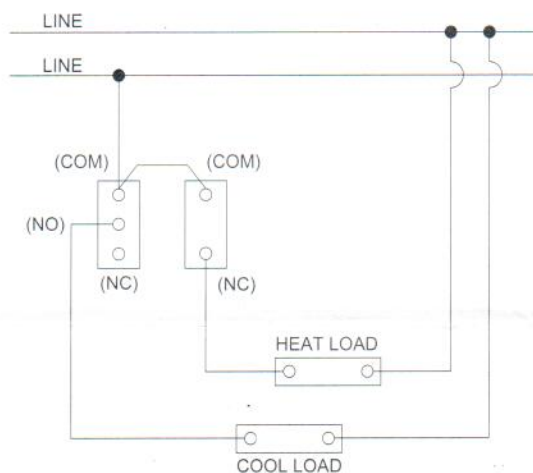 LINE
LINE
(COM) (COM)
(NO)
(NC) (NC)
HEAT LOAD
COOL LOAD